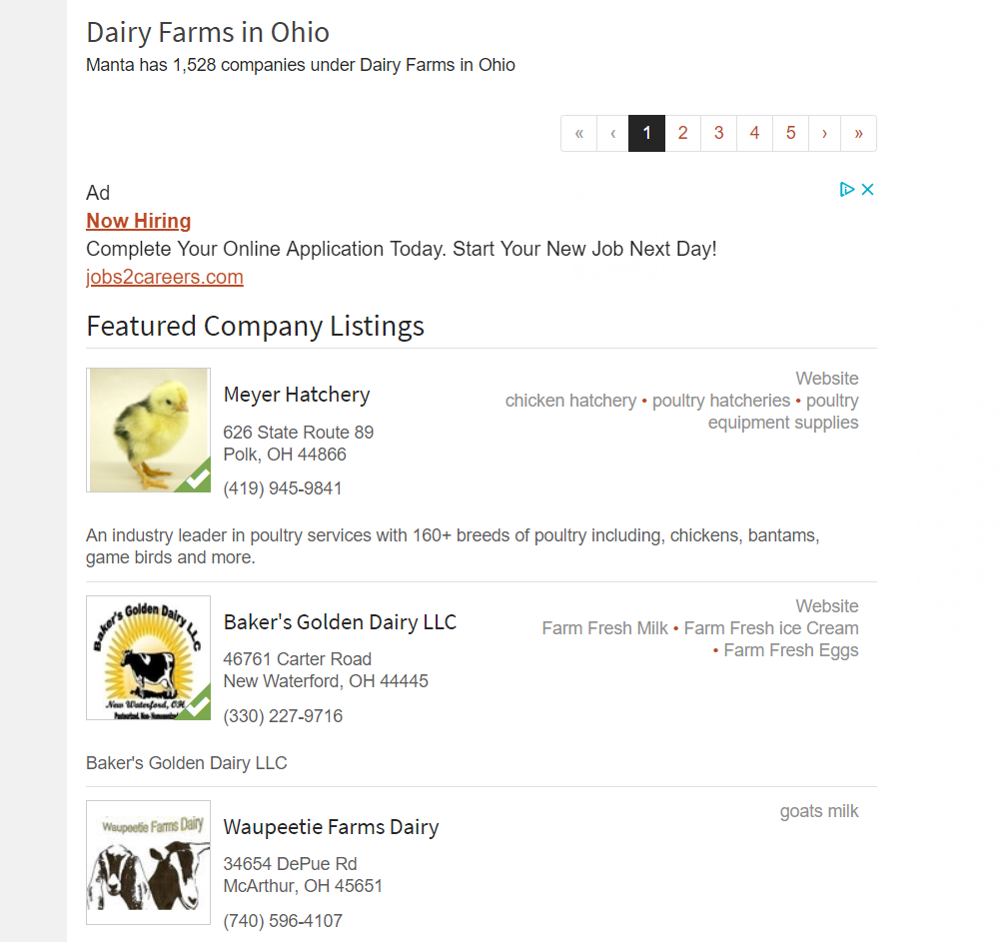 Dairy Farms in Ohio
Manta has 1,528 companies under Dairy Farms in Ohio
« ‹ 1 2 3 4 5 › »
Ad
Now Hiring
Complete Your Online Application Today. Start Your New Job Next Day!
jobs2careers.com
Featured Company Listings
Meyer Hatchery
626 State Route 89
Polk, OH 44866
(419) 945-9841
Website
chicken hatchery • poultry hatcheries • poultry
equipment supplies
An industry leader in poultry services with 160+ breeds of poultry including, chickens, bantams,
game birds and more.
Baker's Golden Dairy LLC
New Waterford, OH
Pasteurized, Non-Homogenized
Baker's Golden Dairy LLC
46761 Carter Road
New Waterford, OH 44445
(330) 227-9716
Website
Farm Fresh Milk • Farm Fresh ice Cream
• Farm Fresh Eggs
Baker's Golden Dairy LLC
Waupeetie Farms Dairy
Waupeetie Farms Dairy
34654 DePue Rd
McArthur, OH 45651
(740) 596-4107
goats milk